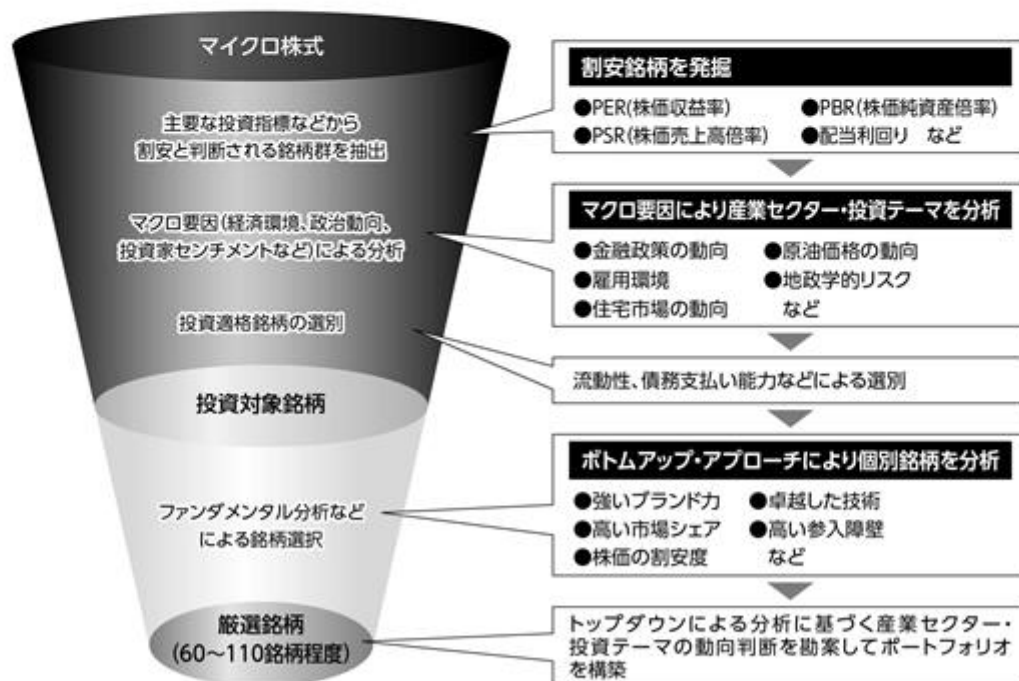 マイクロ株式
主要な投資指標などから
割安と判断される銘柄群を抽出
マクロ要因(経済環境、政治動向、
投資家センチメントなど)による分析
投資適格銘柄の選別
投資対象銘柄
ファンダメンタル分析など
による銘柄選択
厳選銘柄
(60〜110銘柄程度)
割安銘柄を発掘
●PER(株価収益率) ●PBR(株価純資産倍率)
●PSR(株価売上高倍率) ●配当利回り など
マクロ要因により産業セクター・投資テーマを分析
●金融政策の動向 ●原油価格の動向
●雇用環境 ●地政学的リスク
●住宅市場の動向 など
流動性、債務支払い能力などによる選別
ボトムアップ・アプローチにより個別銘柄を分析
●強いブランド力 ●卓越した技術
●高い市場シェア ●高い参入障壁
●株価の割安度 など
トップダウンによる分析に基づく産業セクター・
投資テーマの動向判断を勘案してポートフォリオ
を構築